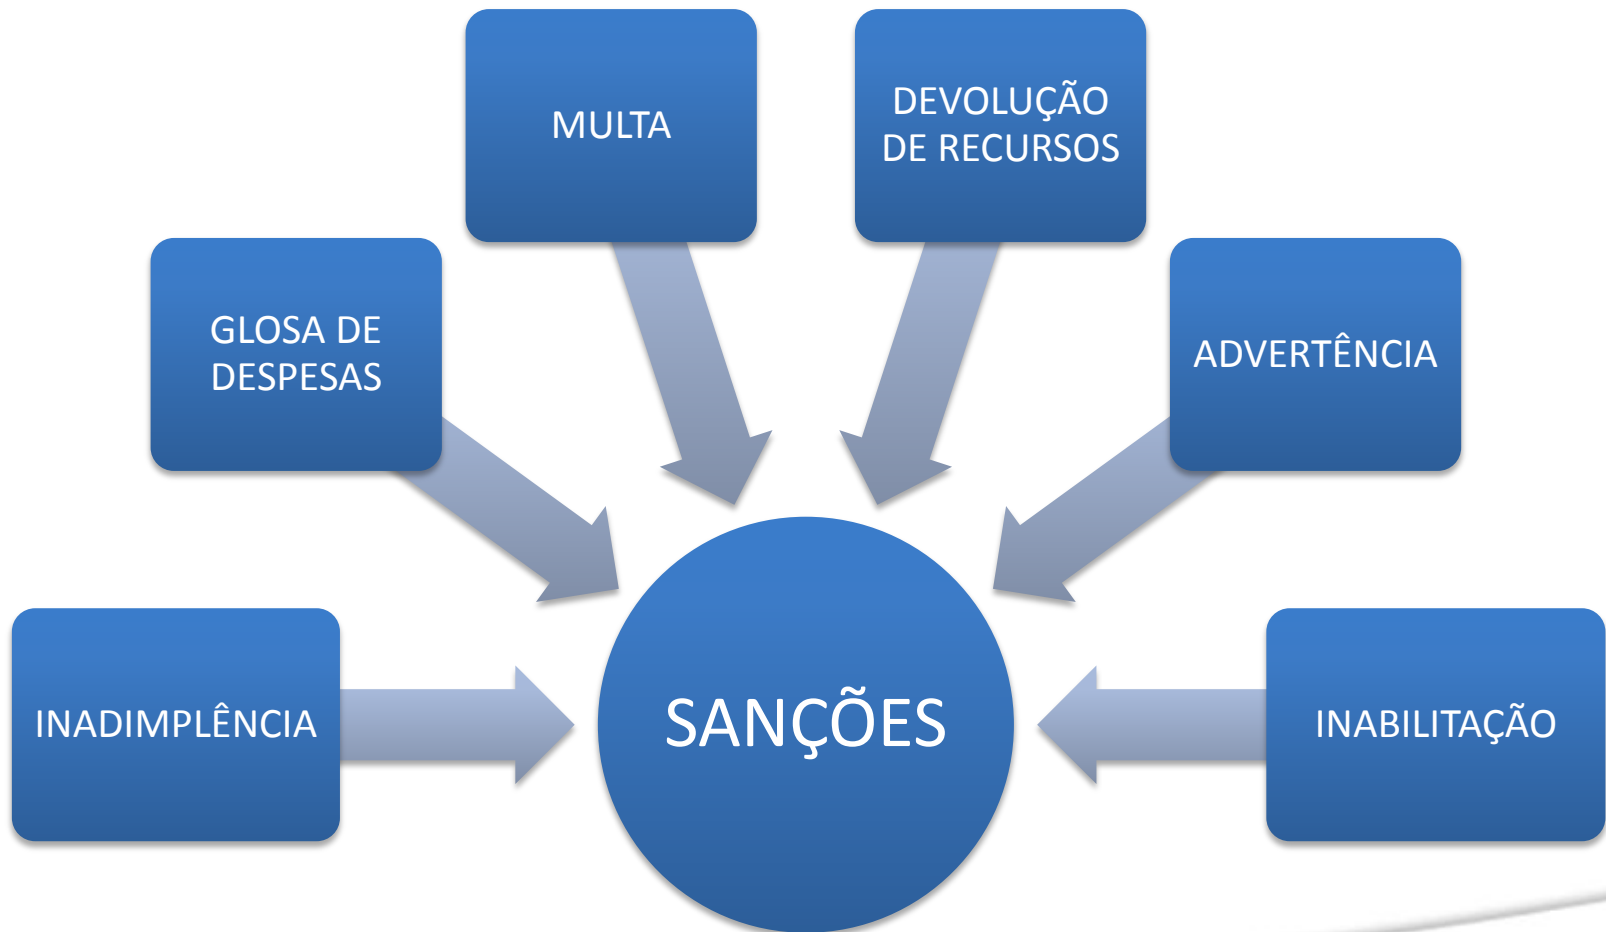 MULTA
DEVOLUÇÃO
DE RECURSOS
GLOSA DE
DESPESAS
ADVERTÊNCIA
INADIMPLÊNCIA
SANÇÕES
INABILITAÇÃO